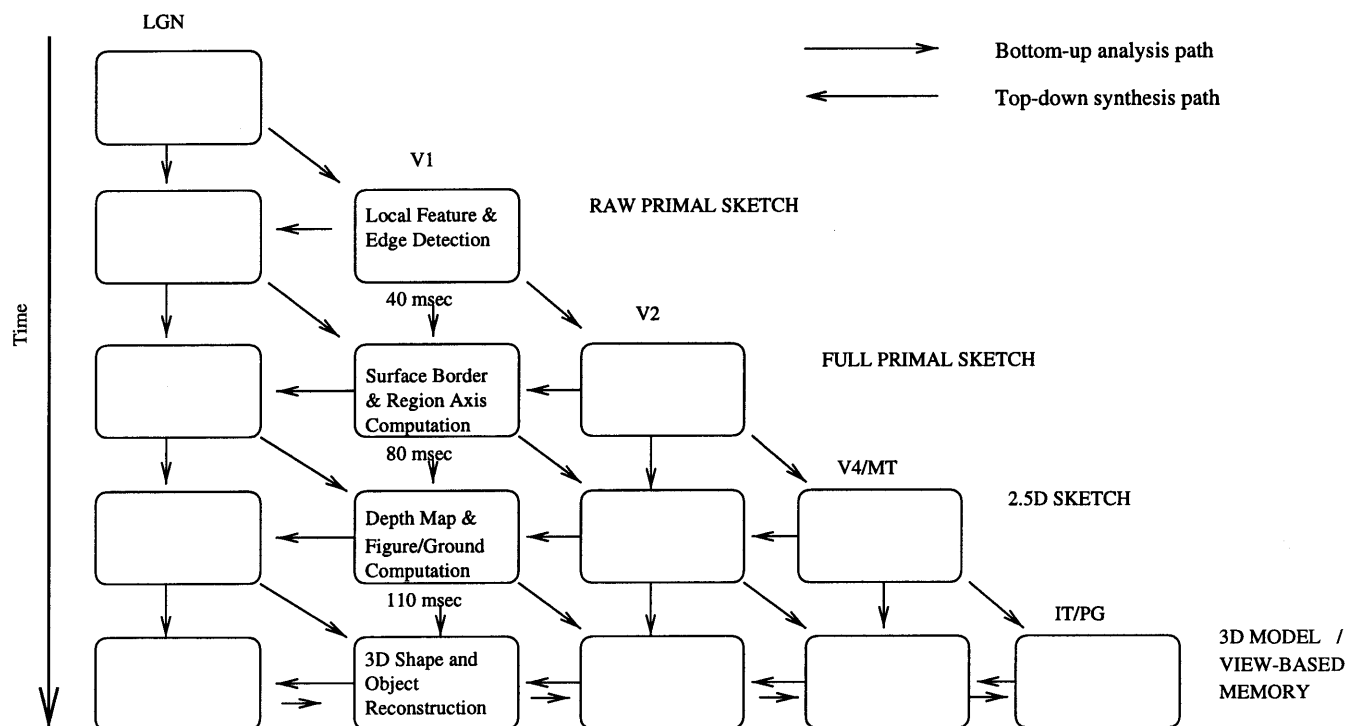 LGN
Bottom-up analysis path
Top-down synthesis path
V1
RAW PRIMAL SKETCH
Local Feature &
Edge Detection
40 msec
V2
Time
FULL PRIMAL SKETCH
Surface Border
& Region Axis
Computation
80 msec
V4/MT
2.5D SKETCH
Depth Map &
Figure/Ground
Computation
110 msec
IT/PG
3D MODEL /
VIEW-BASED
MEMORY
3D Shape and
Object
Reconstruction